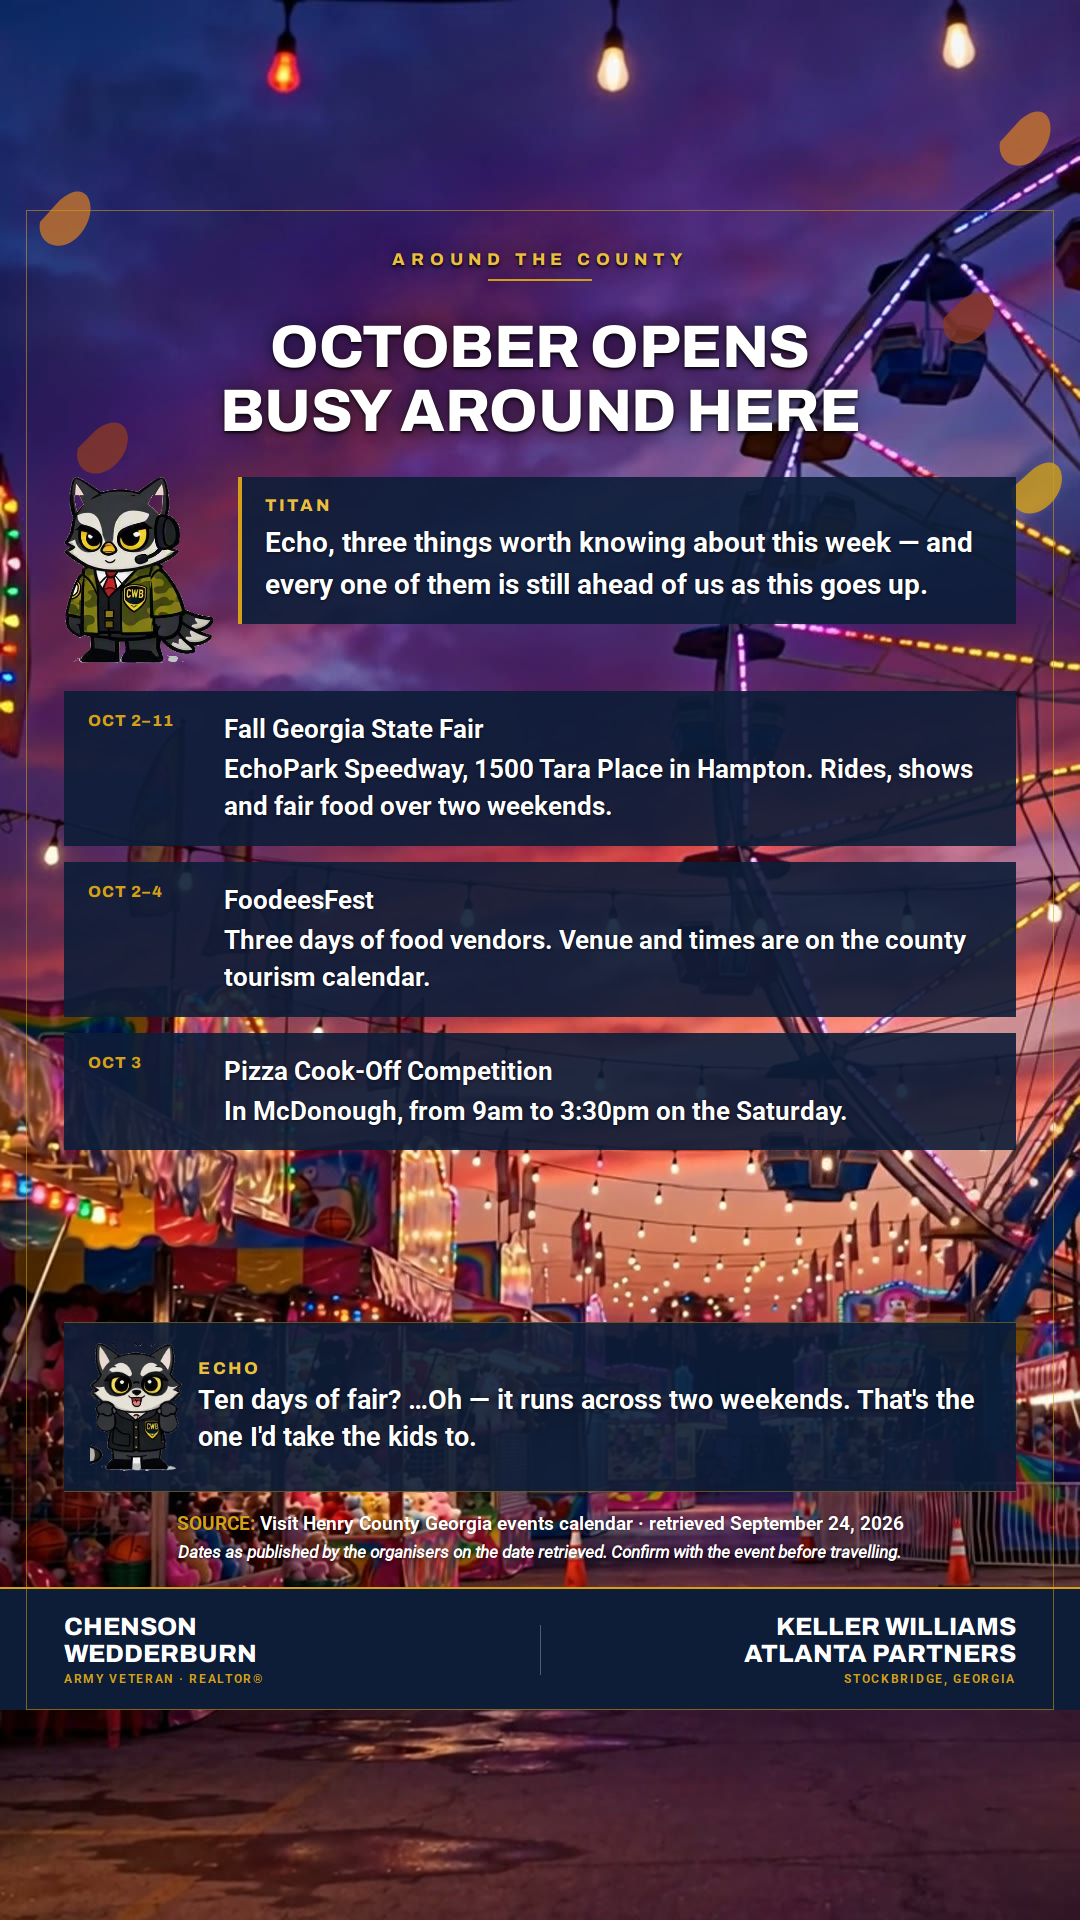 AROUND THE COUNTY
OCTOBER OPENS
BUSY AROUND HERE
TITAN
Echo, three things worth knowing about this week — and
every one of them is still ahead of us as this goes up.
CWB
OCT 2–11
Fall Georgia State Fair
EchoPark Speedway, 1500 Tara Place in Hampton. Rides, shows
and fair food over two weekends.
OCT 2–4
FoodeesFest
Three days of food vendors. Venue and times are on the county
tourism calendar.
OCT 3
Pizza Cook-Off Competition
In McDonough, from 9am to 3:30pm on the Saturday.
ECHO
Ten days of fair? ...Oh — it runs across two weekends. That's the
one I'd take the kids to.
CWB
SOURCE: Visit Henry County Georgia events calendar · retrieved September 24, 2026
Dates as published by the organisers on the date retrieved. Confirm with the event before travelling.
CHENSON
WEDDERBURN
ARMY VETERAN · REALTOR®
KELLER WILLIAMS
ATLANTA PARTNERS
STOCKBRIDGE, GEORGIA